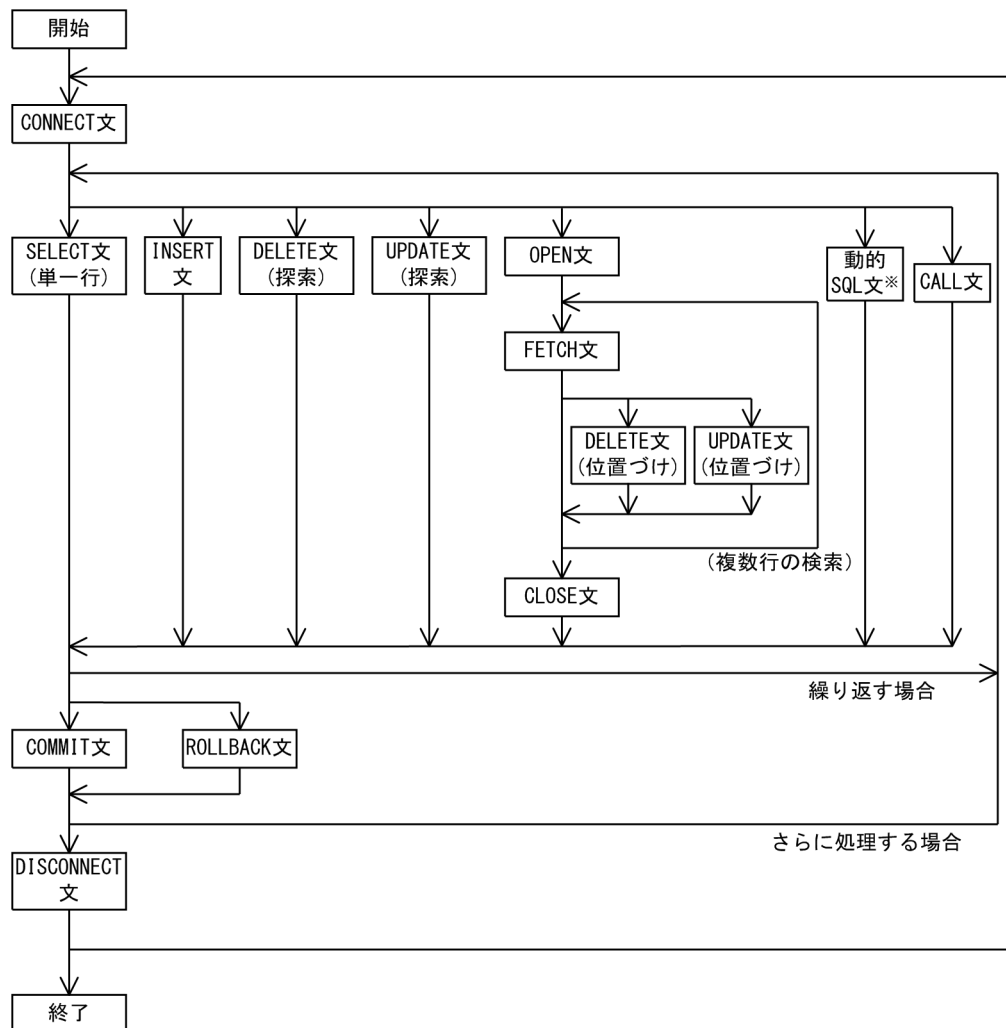 開始
CONNECT文
SELECT文
(単一行)
INSERT
文
DELETE文
(探索)
UPDATE文
(探索)
OPEN文
動的
SQL文※
CALL文
FETCH文
DELETE文
(位置づけ)
UPDATE文
(位置づけ)
(複数行の検索)
CLOSE文
繰り返す場合
COMMIT文
ROLLBACK文
さらに処理する場合
DISCONNECT
文
終了